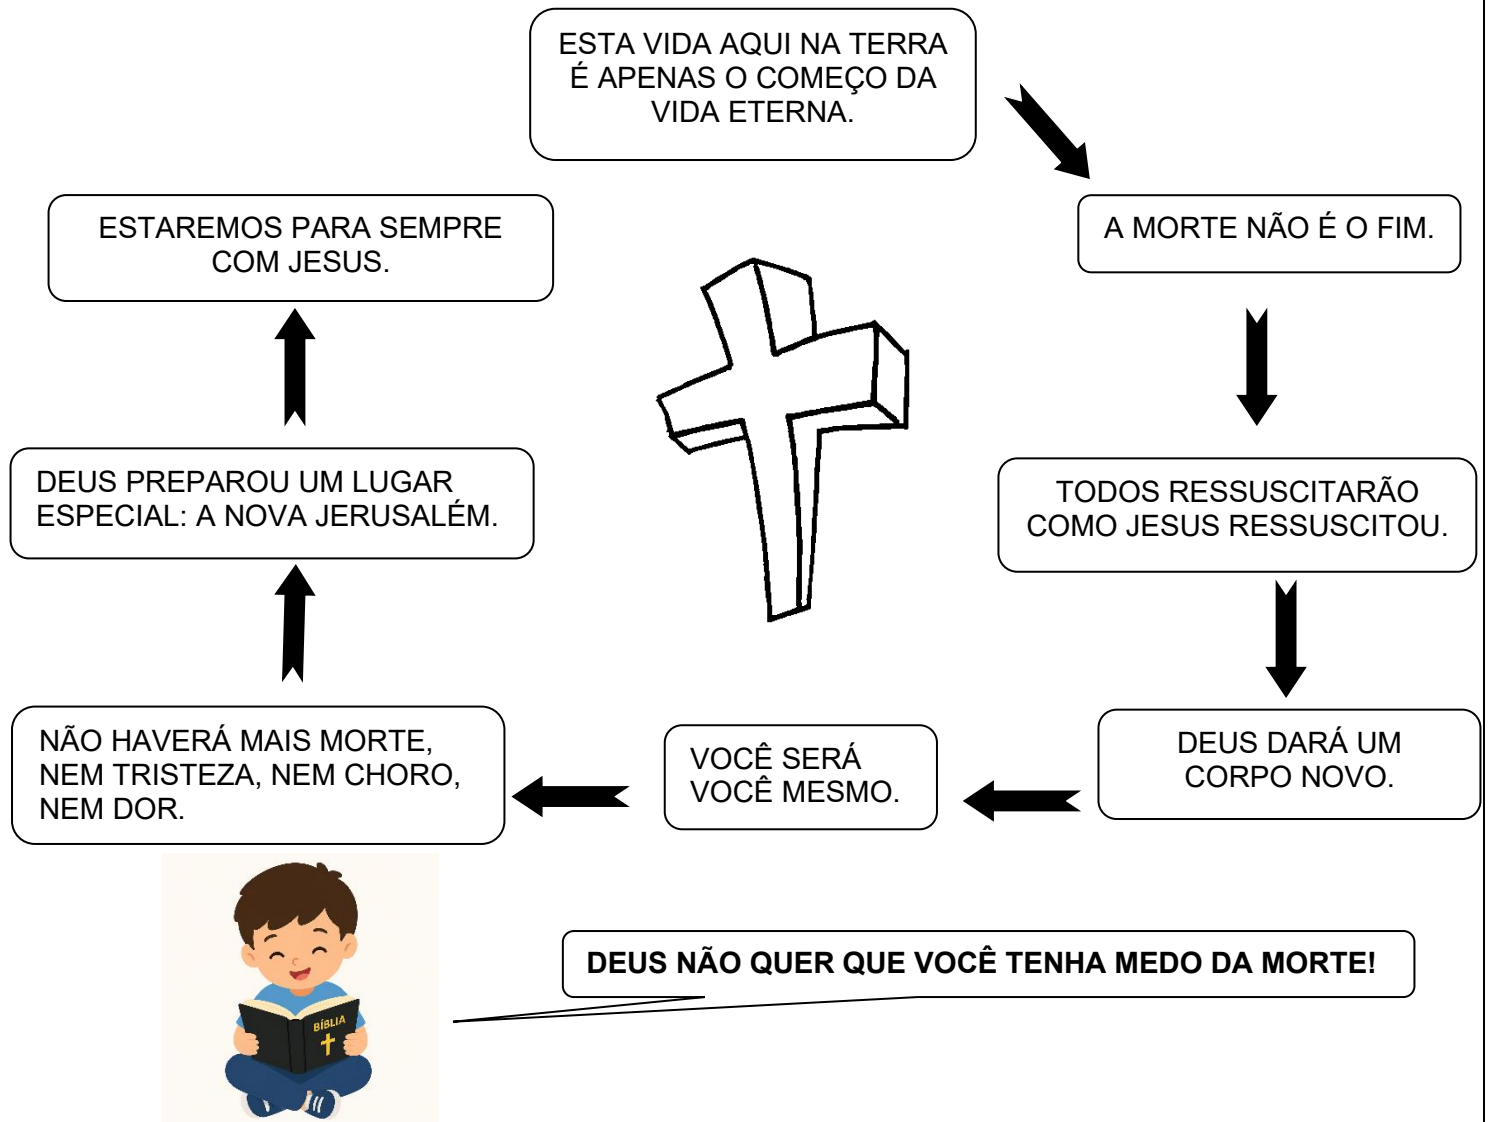 ESTA VIDA AQUI NA TERRA
É APENAS O COMEÇO DA
VIDA ETERNA.
A MORTE NÃO É O FIM.
TODOS RESSUSCITARÃO
COMO JESUS RESSUSCITOU.
DEUS DARÁ UM
CORPO NOVO.
VOCÊ SERÁ
VOCÊ MESMO.
NÃO HAVERÁ MAIS MORTE,
NEM TRISTEZA, NEM CHORO,
NEM DOR.
DEUS PREPAROU UM LUGAR
ESPECIAL: A NOVA JERUSALÉM.
ESTAREMOS PARA SEMPRE
COM JESUS.
DEUS NÃO QUER QUE VOCÊ TENHA MEDO DA MORTE!
BÍBLIA